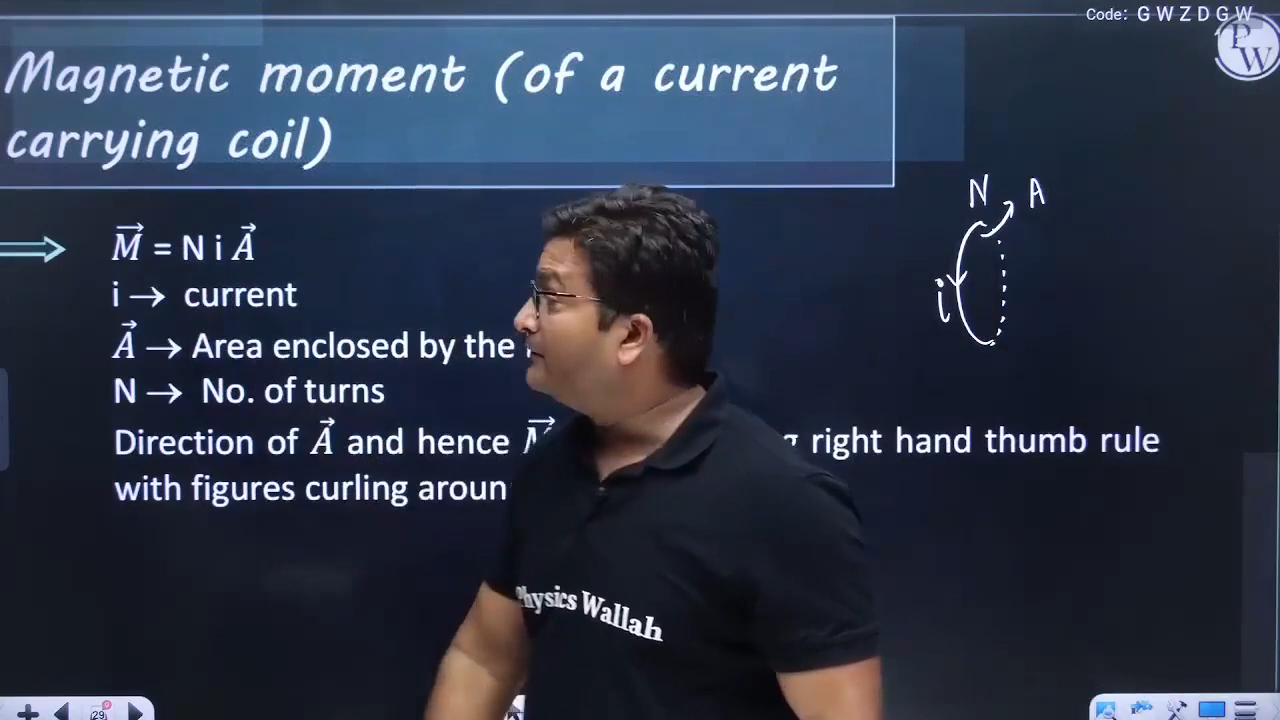 Code: G W Z D G W
P
W
Magnetic moment (of a current
carrying coil)
N A
i
M⃗ = N i A⃗
i → current
A⃗ → Area enclosed by the
N → No. of turns
Direction of A⃗ and hence right hand thumb rule
with figures curling
Physics Wallah
29